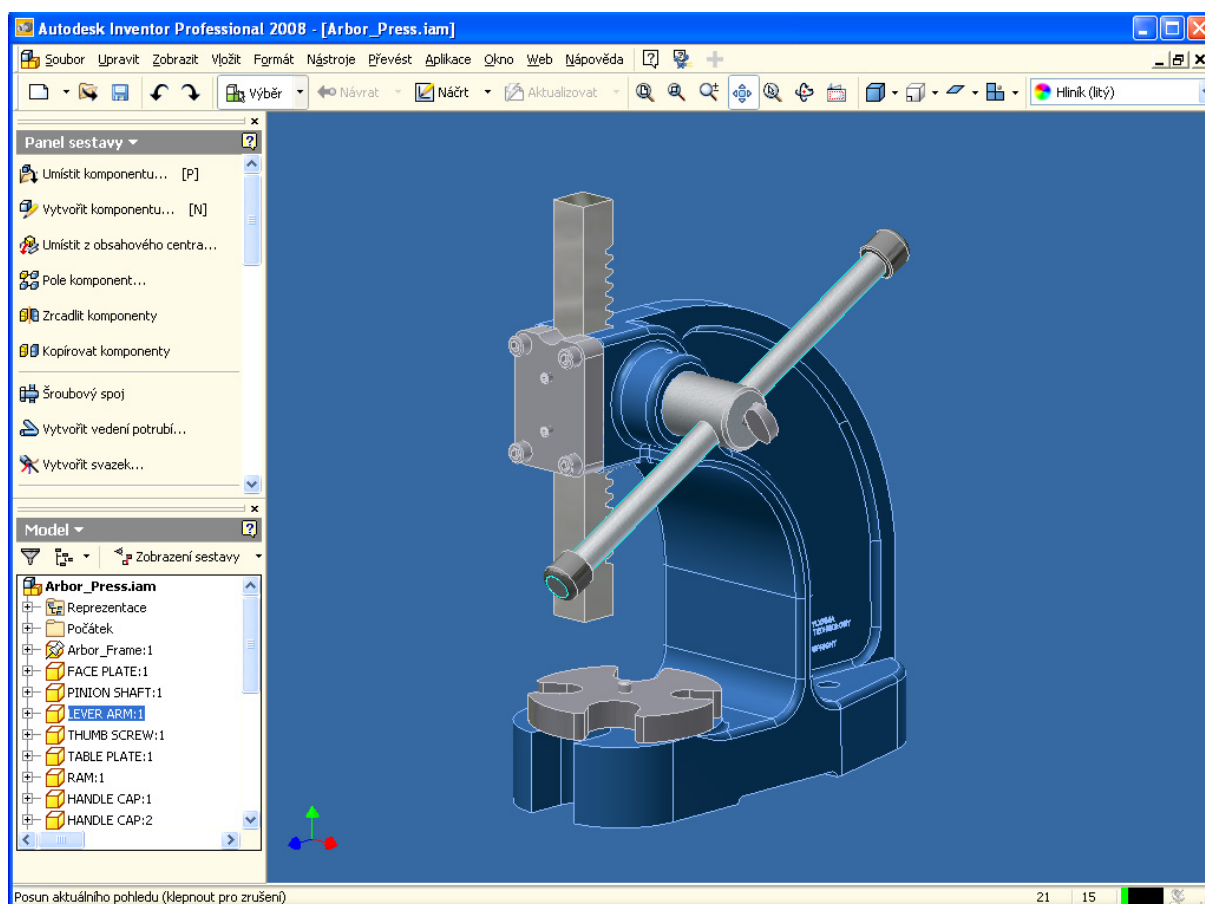 Autodesk Inventor Professional 2008 - [Arbor_Press.iam]
Soubor Upravit Zobrazit Vložit Formát Nástroje Převést Aplikace Okno Web Nápověda
Výběr Návrat Náčrt Aktualizovat Hliník (litý)
Panel sestavy
Umístit komponentu... [P]
Vytvořit komponentu... [N]
Umístit z obsahového centra...
Pole komponent...
Zrcadlit komponenty
Kopírovat komponenty
Šroubový spoj
Vytvořit vedení potrubí...
Vytvořit svazek...
Model
Zobrazení sestavy
Arbor_Press.iam
Reprezentace
Počátek
Arbor_Frame:1
FACE PLATE:1
PINION SHAFT:1
LEVER ARM:1
THUMB SCREW:1
TABLE PLATE:1
RAM:1
HANDLE CAP:1
HANDLE CAP:2
Posun aktuálního pohledu (klepnout pro zrušení)
21 15